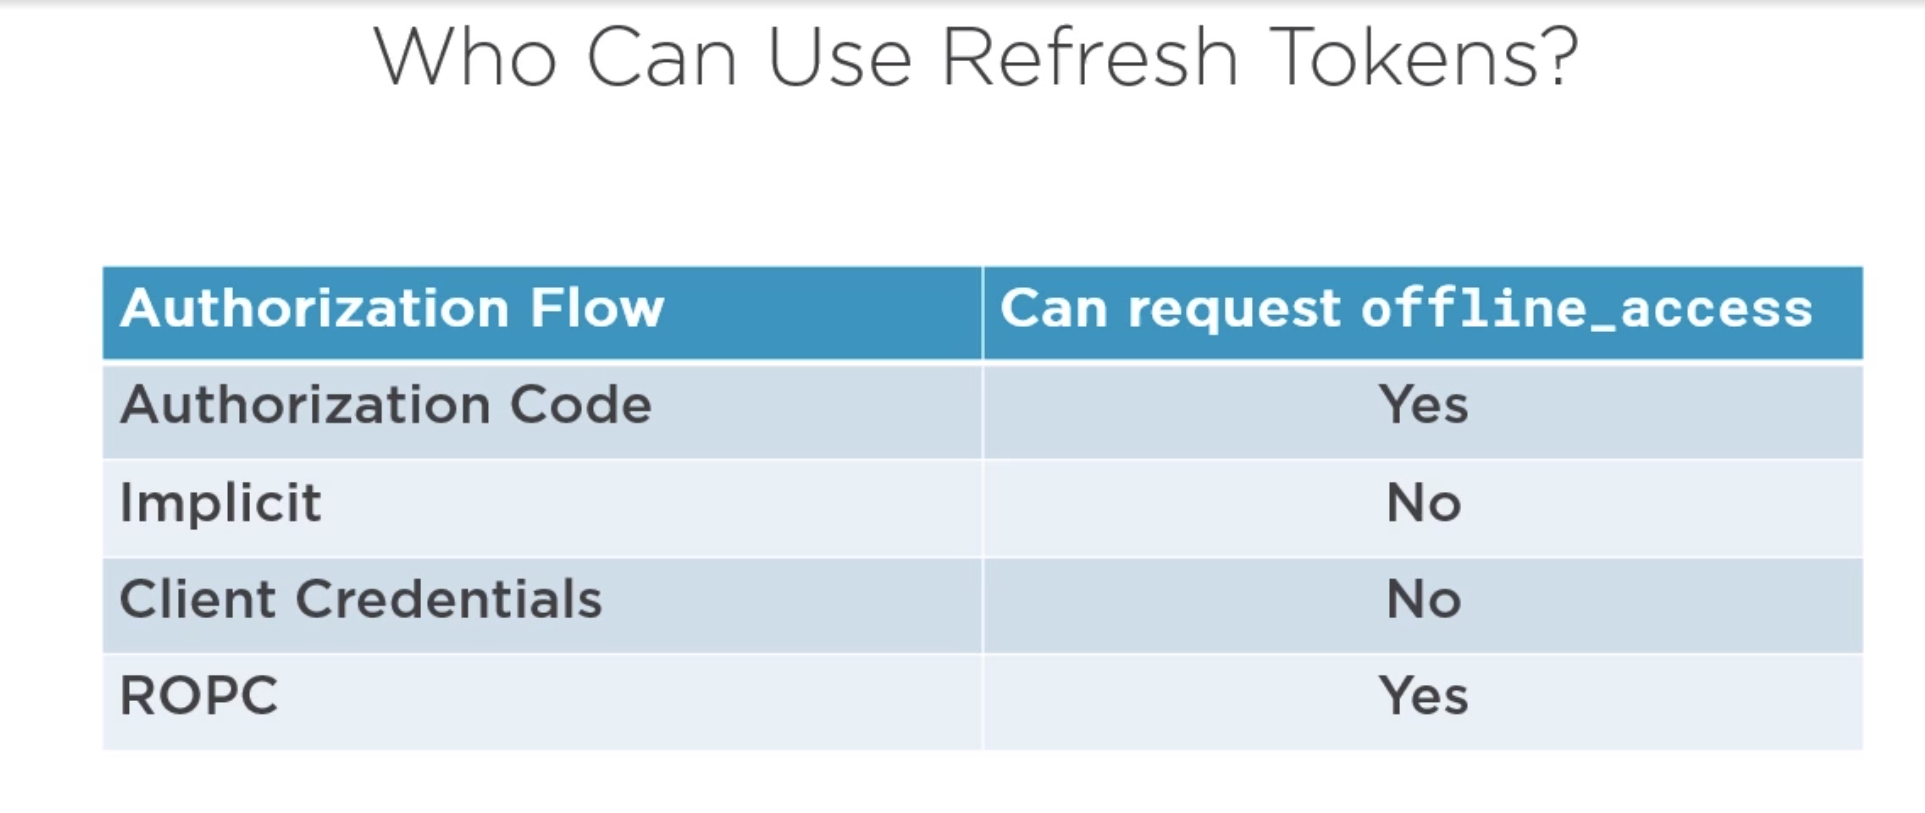 Who Can Use Refresh Tokens?
Authorization Flow
Can request offline_access
Authorization Code
Yes
Implicit
No
Client Credentials
No
ROPC
Yes